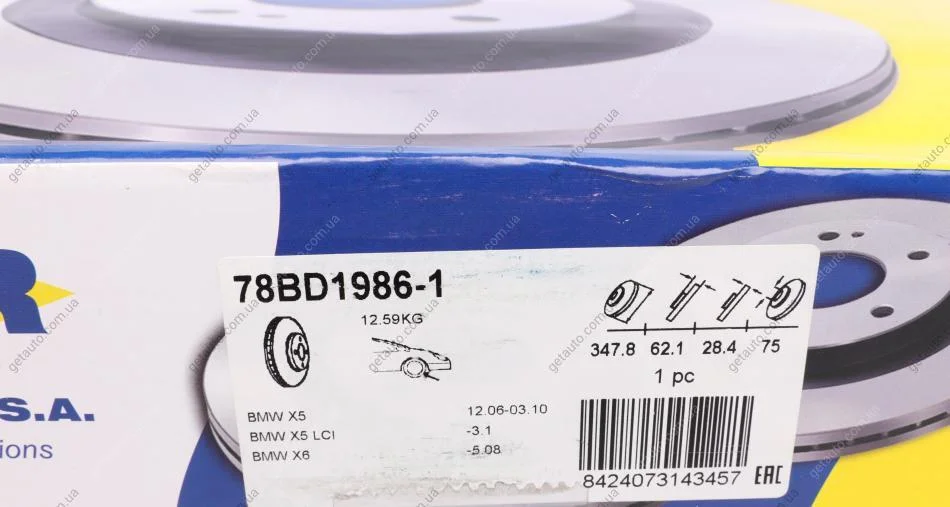 78BD1986-1
12.59KG
347.8 62.1 28.4 75
1 pc
BMW X5 12.06-03.10
BMW X5 LCI -3.1
BMW X6 -5.08
8424073143457 EAC
R
S.A.
ions
getauto.com.ua